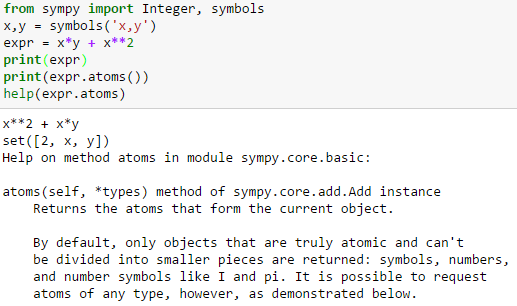 from sympy import Integer, symbols
x,y = symbols('x,y')
expr = x*y + x**2
print(expr)
print(expr.atoms())
help(expr.atoms)
x**2 + x*y
set([2, x, y])
Help on method atoms in module sympy.core.basic:
atoms(self, *types) method of sympy.core.add.Add instance
Returns the atoms that form the current object.
By default, only objects that are truly atomic and can't
be divided into smaller pieces are returned: symbols, numbers,
and number symbols like I and pi. It is possible to request
atoms of any type, however, as demonstrated below.